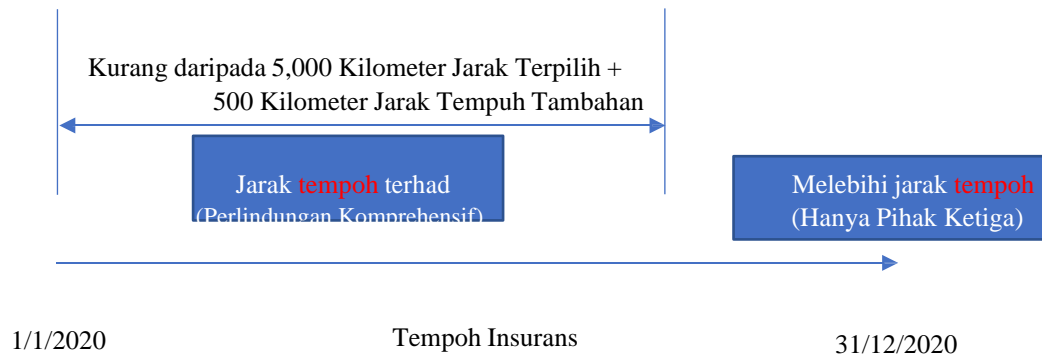 Kurang daripada 5,000 Kilometer Jarak Terpilih +
500 Kilometer Jarak Tempuh Tambahan
Jarak tempoh terhad
(Perlindungan Komprehensif)
Melebihi jarak tempoh
(Hanya Pihak Ketiga)
1/1/2020
Tempoh Insurans
31/12/2020